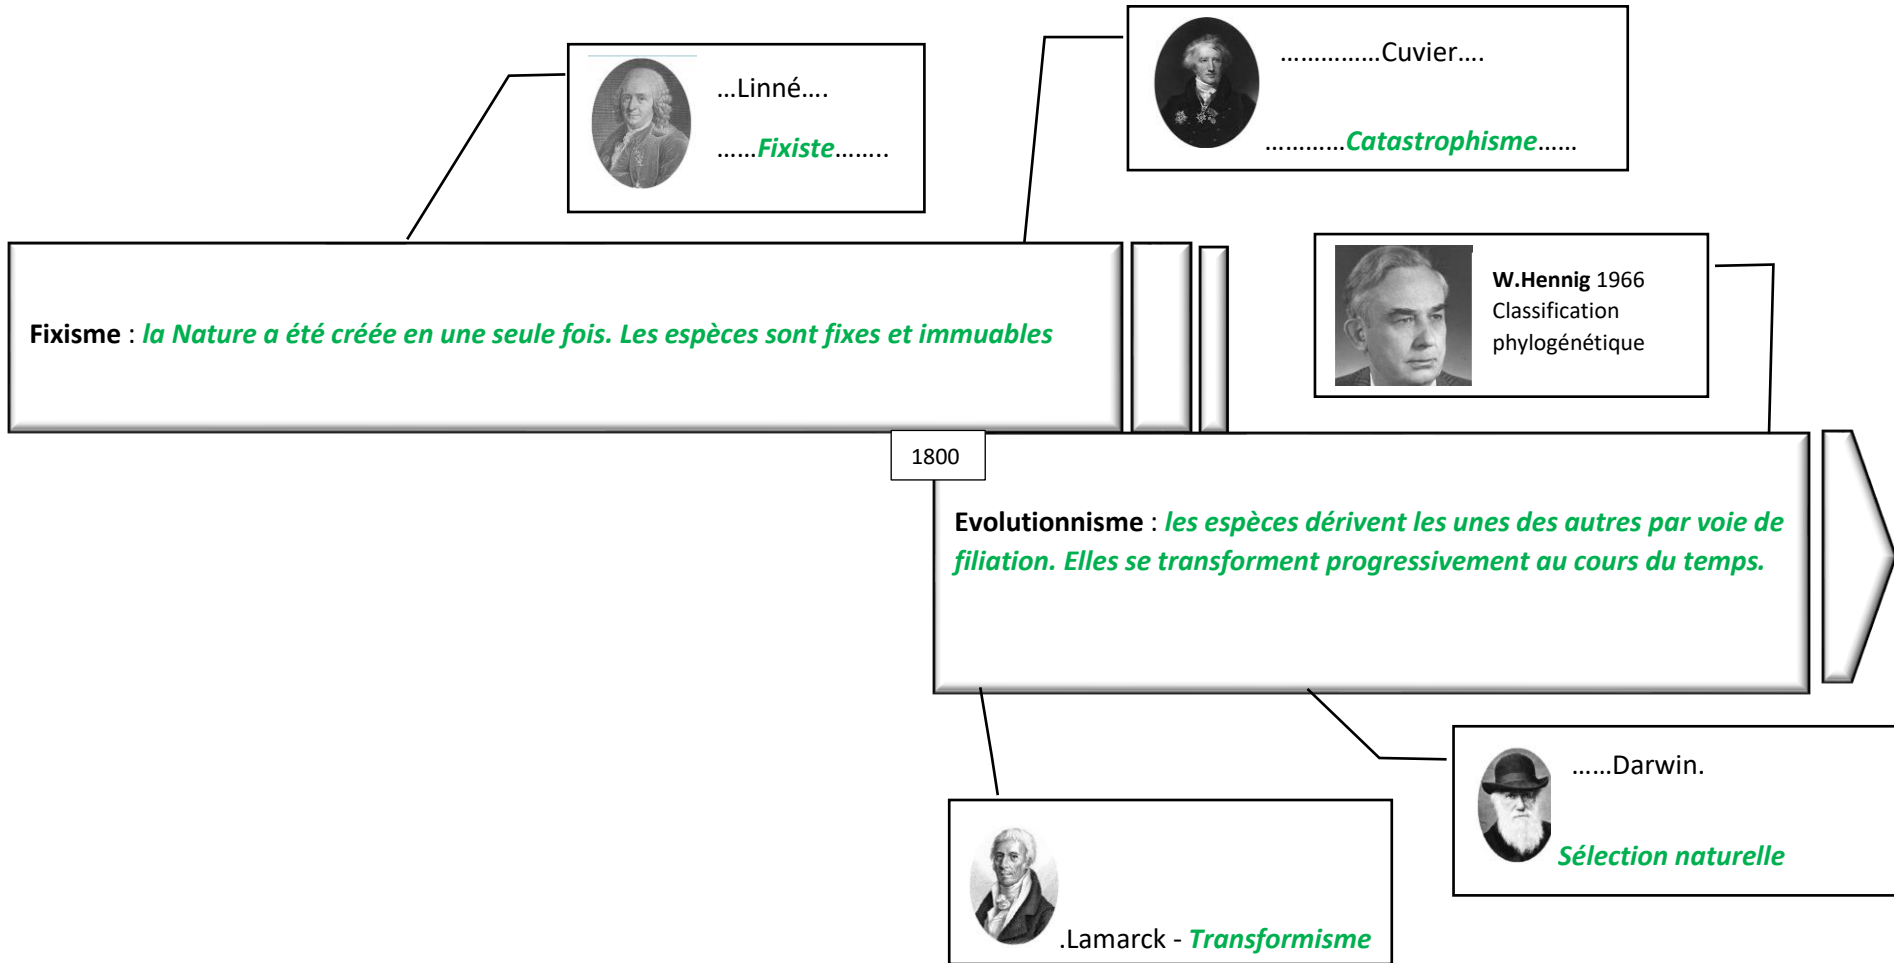 ...Linné....
......Fixiste........
...............Cuvier....
............Catastrophisme......
Fixisme : la Nature a été créée en une seule fois. Les espèces sont fixes et immuables
W.Hennig 1966
Classification
phylogénétique
1800
Evolutionnisme : les espèces dérivent les unes des autres par voie de
filiation. Elles se transforment progressivement au cours du temps.
......Darwin.
Sélection naturelle
.Lamarck - Transformisme